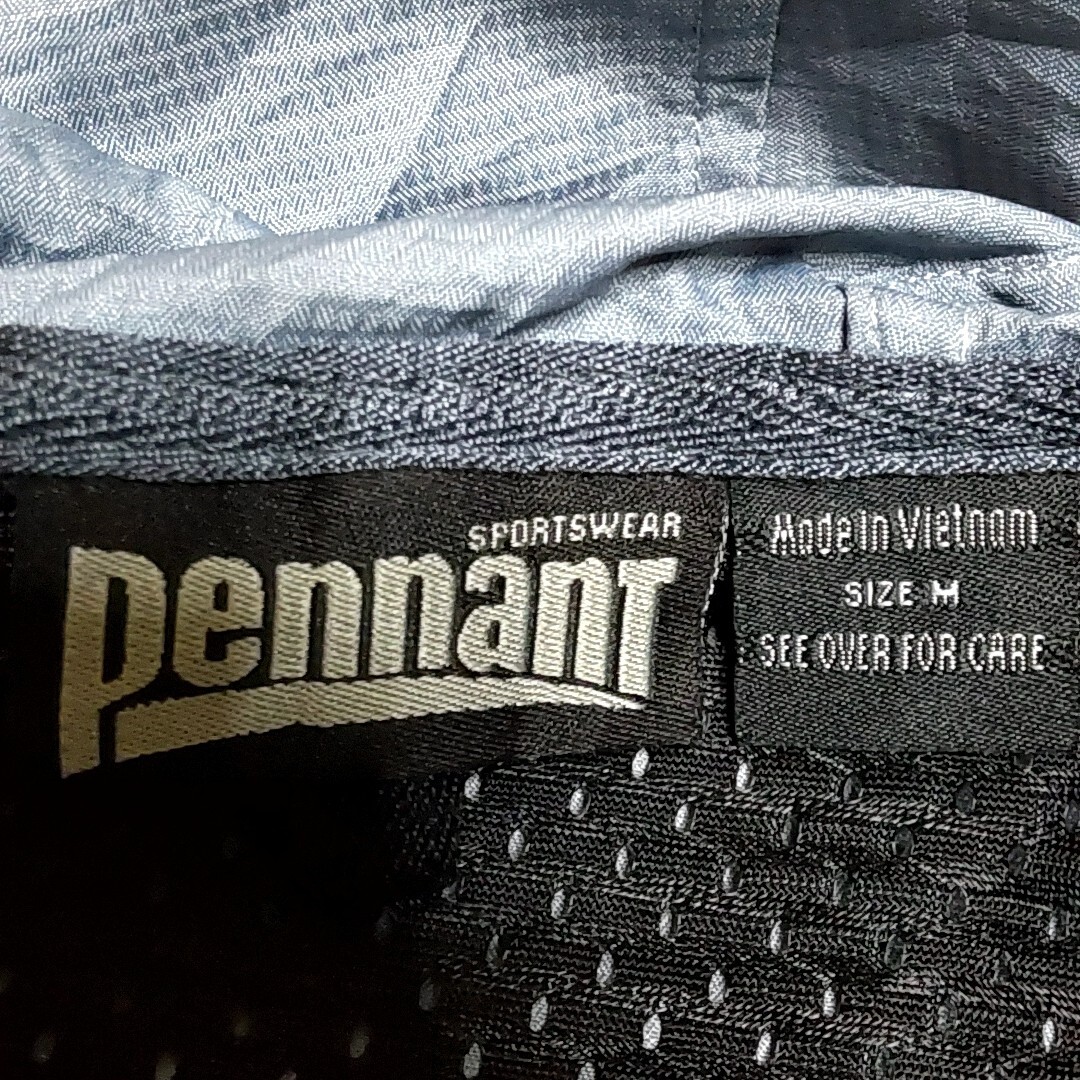 SPORTSWEAR
Pennant
Made in Vietnam
SIZE M
SEE OVER FOR CARE